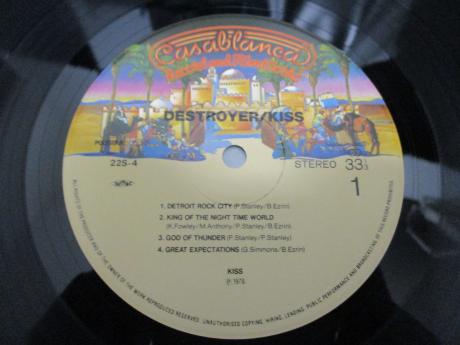 Casablanca
Record and FilmWorks
DESTROYER/KISS
22S-4
STEREO 33⅓
1
1. DETROIT ROCK CITY (P.Stanley/B.Ezrin)
2. KING OF THE NIGHT TIME WORLD
(K.Fowley/M.Anthony/P.Stanley/B.Ezrin)
3. GOD OF THUNDER (P.Stanley/P.Stanley)
4. GREAT EXPECTATIONS (G.Simmons/B.Ezrin)
KISS
℗ 1976
ALL RIGHTS OF THE PRODUCER AND OF THE OWNER OF THE WORK REPRODUCED RESERVED. UNAUTHORISED COPYING, HIRING, LENDING, PUBLIC PERFORMANCE AND BROADCASTING OF THIS RECORD PROHIBITED.